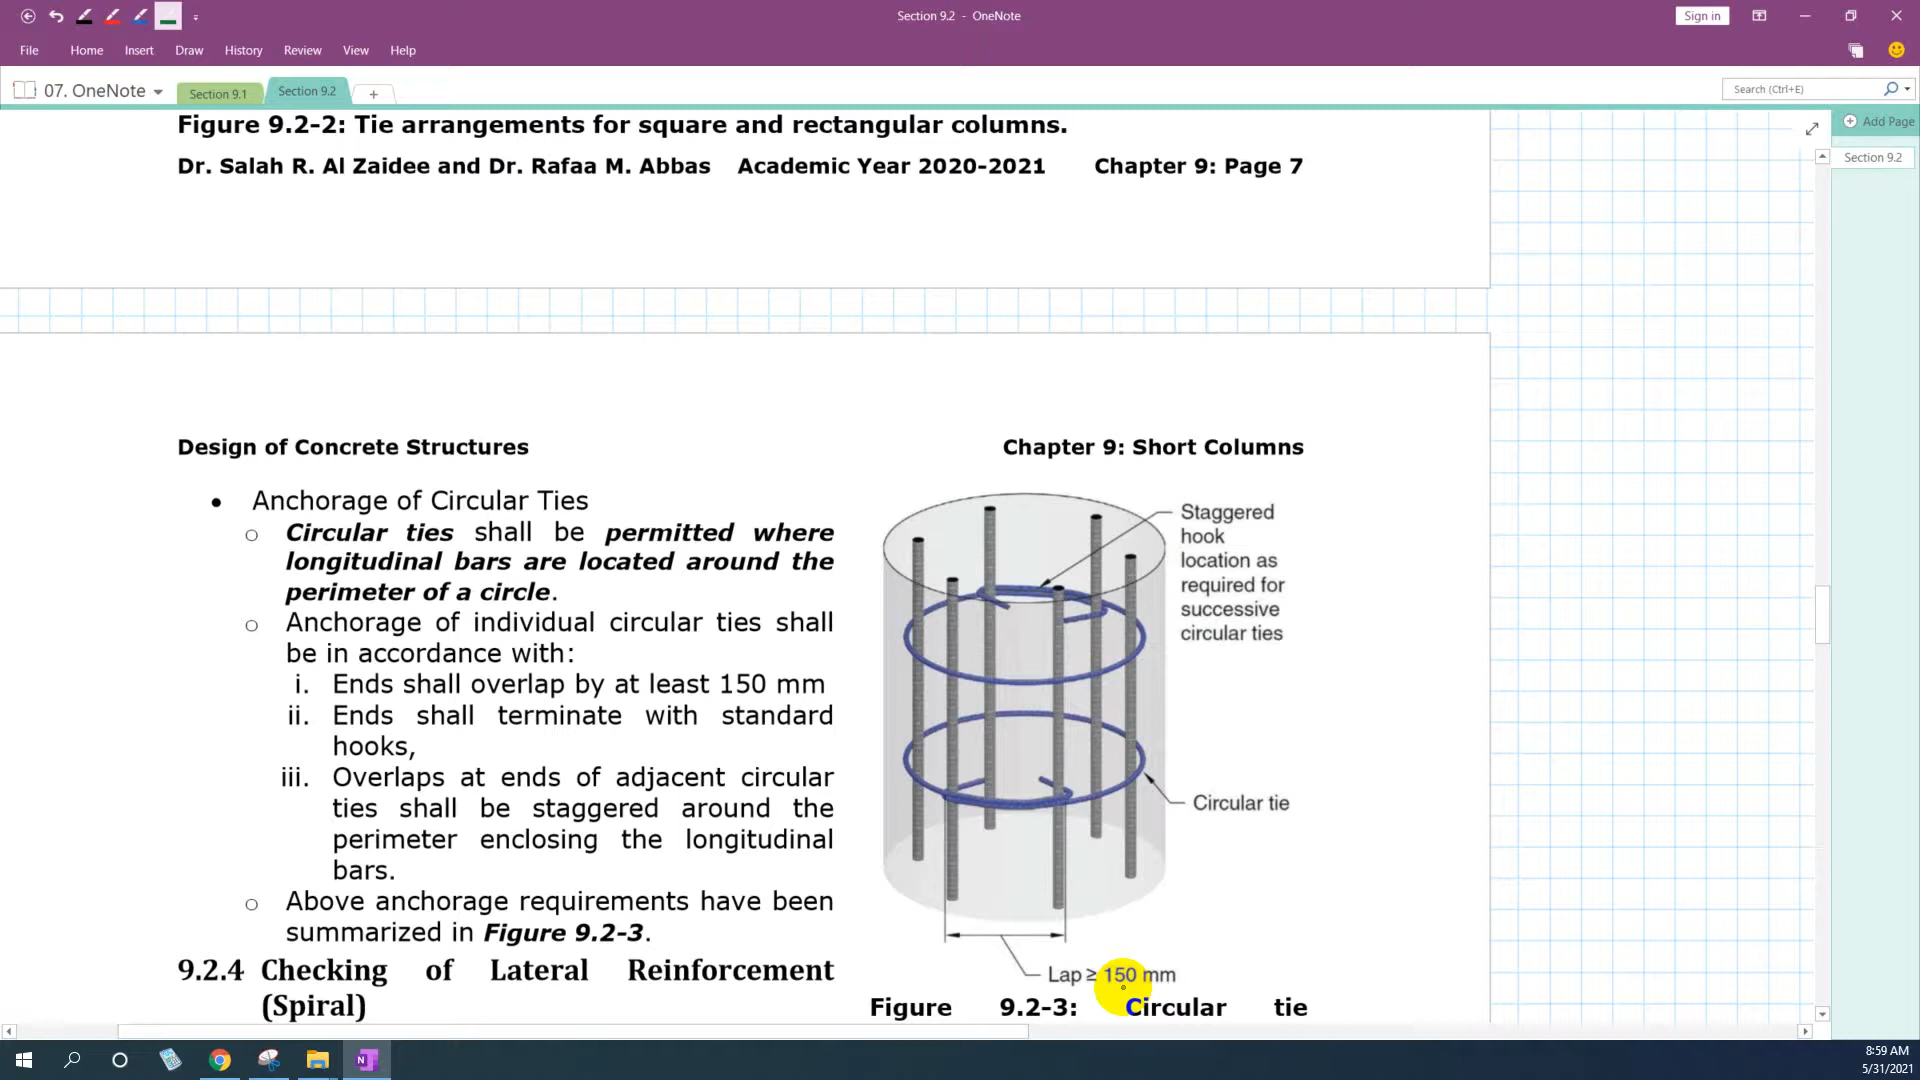 Section 9.2 - OneNote
Sign in
File Home Insert Draw History Review View Help
07. OneNote
Section 9.1
Section 9.2
Search (Ctrl+E)
Add Page
Section 9.2
Figure 9.2-2: Tie arrangements for square and rectangular columns.
Dr. Salah R. Al Zaidee and Dr. Rafaa M. Abbas Academic Year 2020-2021 Chapter 9: Page 7
Design of Concrete Structures Chapter 9: Short Columns
• Anchorage of Circular Ties
o Circular ties shall be permitted where
longitudinal bars are located around the
perimeter of a circle.
o Anchorage of individual circular ties shall
be in accordance with:
i. Ends shall overlap by at least 150 mm
ii. Ends shall terminate with standard
hooks,
iii. Overlaps at ends of adjacent circular
ties shall be staggered around the
perimeter enclosing the longitudinal
bars.
o Above anchorage requirements have been
summarized in Figure 9.2-3.
9.2.4 Checking of Lateral Reinforcement
(Spiral)
Staggered
hook
location as
required for
successive
circular ties
Circular tie
Lap ≥ 150 mm
Figure 9.2-3: Circular tie
8:59 AM
5/31/2021